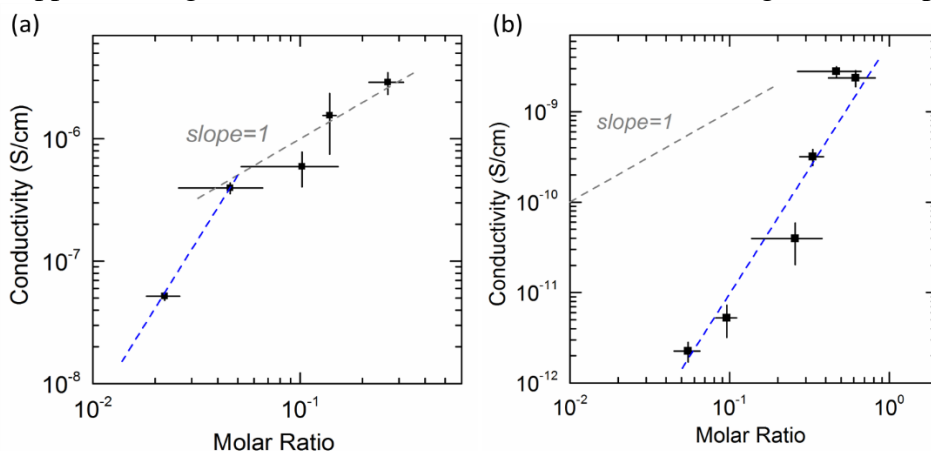 (a)
(b)
Conductivity (S/cm)
10^-6
10^-7
10^-8
slope=1
10^-2
10^-1
Molar Ratio
Conductivity (S/cm)
10^-9
10^-10
10^-11
10^-12
slope=1
10^-2
10^-1
10^0
Molar Ratio